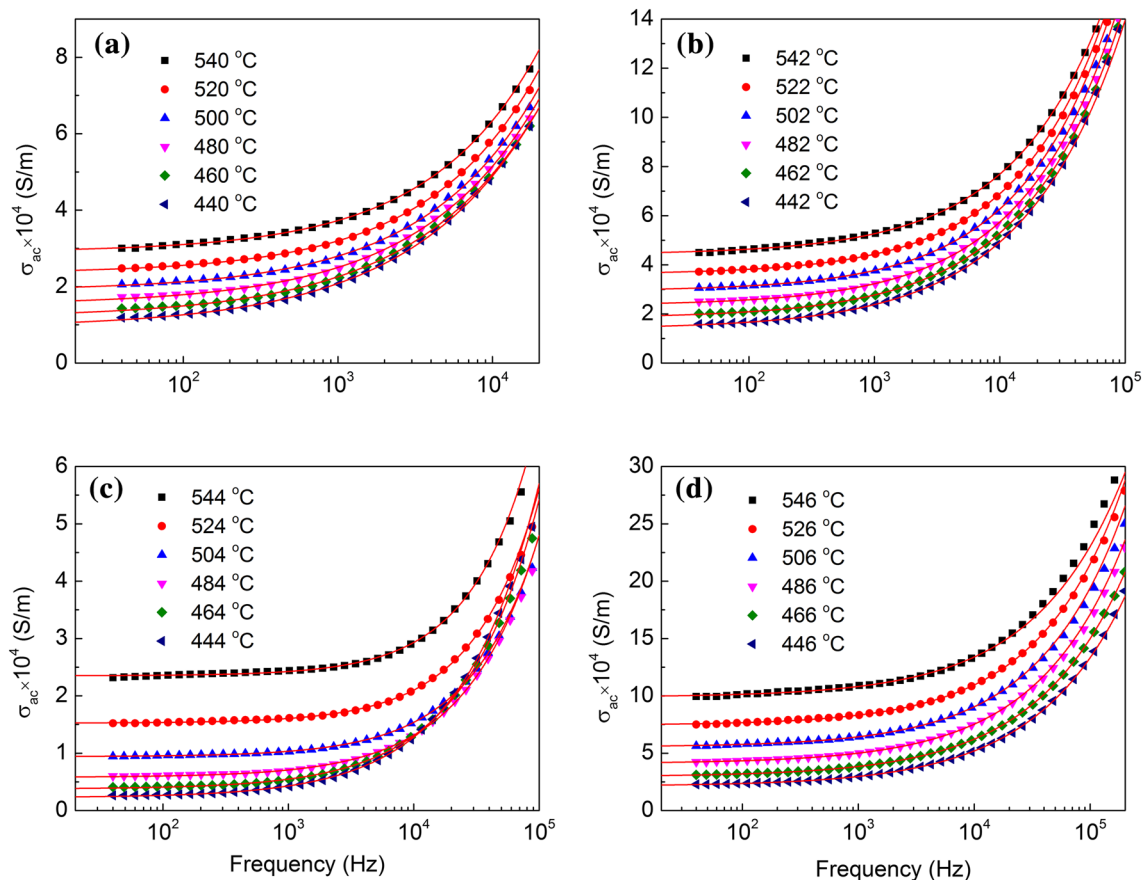 (a)
540 °C
520 °C
500 °C
480 °C
460 °C
440 °C
8
6
4
2
0
σac×10⁴ (S/m)
10² 10³ 10⁴
(b)
542 °C
522 °C
502 °C
482 °C
462 °C
442 °C
14
12
10
8
6
4
2
0
σac×10⁴ (S/m)
10² 10³ 10⁴ 10⁵
(c)
544 °C
524 °C
504 °C
484 °C
464 °C
444 °C
6
5
4
3
2
1
0
σac×10⁴ (S/m)
10² 10³ 10⁴ 10⁵
Frequency (Hz)
(d)
546 °C
526 °C
506 °C
486 °C
466 °C
446 °C
30
25
20
15
10
5
0
σac×10⁴ (S/m)
10² 10³ 10⁴ 10⁵
Frequency (Hz)